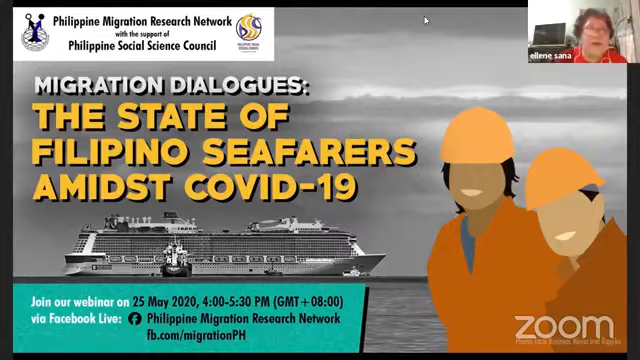 Philippine Migration Research Network
with the support of
Philippine Social Science Council
ellene sana
MIGRATION DIALOGUES:
THE STATE OF
FILIPINO SEAFARERS
AMIDST COVID-19
Join our webinar on 25 May 2020, 4:00-5:30 PM (GMT+08:00)
via Facebook Live: Philippine Migration Research Network
fb.com/migrationPH
zoom